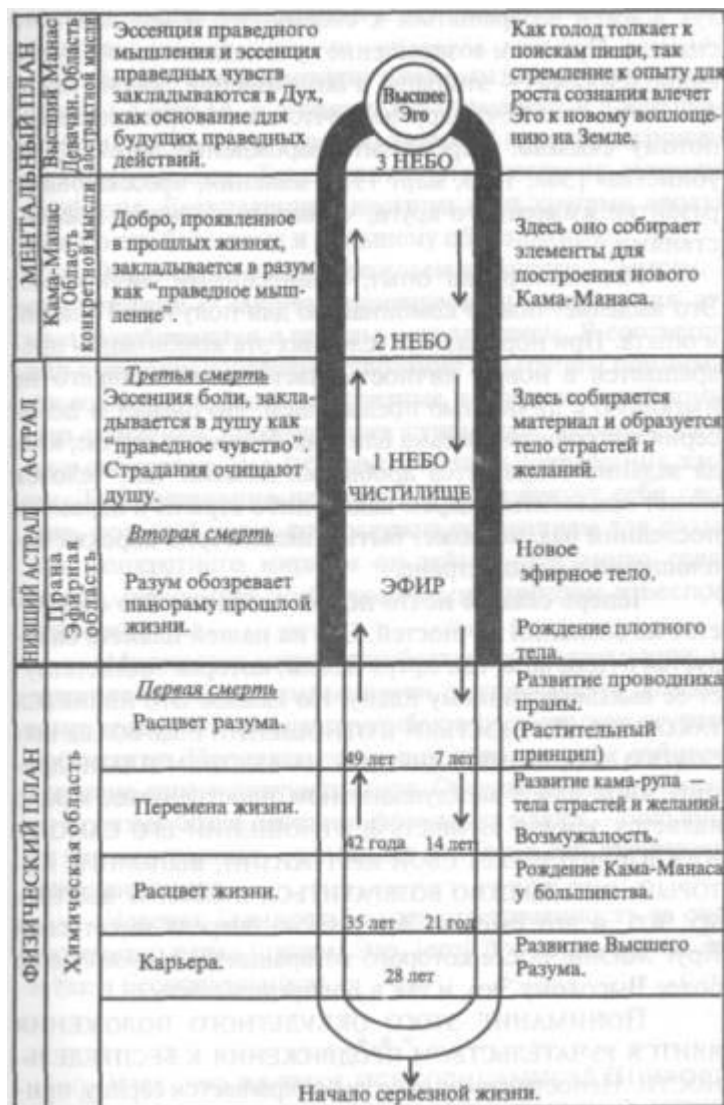 МЕНТАЛЬНЫЙ ПЛАН
Высший Манас
Девачан. Область
абстрактной мысли
Эссенция праведного
мышления и эссенция
праведных чувств
закладываются в Дух,
как основание для
будущих праведных
действий.
Высшее
Эго
3 НЕБО
Как голод толкает к
поискам пищи, так
стремление к опыту для
роста сознания влечет
Эго к новому воплоще-
нию на Земле.
Кама-Манас
Область
конкретной мысли
Добро, проявленное
в прошлых жизнях,
закладывается в разум
как “праведное мыш-
ление”.
2 НЕБО
Здесь оно собирает
элементы для
построения нового
Кама-Манаса.
АСТРАЛ
Третья смерть
Эссенция боли, закла-
дывается в душу как
“праведное чувство”.
Страдания очищают
душу.
1 НЕБО
ЧИСТИЛИЩЕ
Здесь собирается
материал и образуется
тело страстей и
желаний.
НИЗШИЙ АСТРАЛ
Прана
Эфирная
область
Вторая смерть
Разум обозревает
панораму прошлой
жизни.
ЭФИР
Новое
эфирное тело.
Рождение плотного
тела.
ФИЗИЧЕСКИЙ ПЛАН
Химическая область
Первая смерть
Расцвет разума.
49 лет
7 лет
Развитие проводника
праны.
(Растительный
принцип)
Перемена жизни.
42 года
14 лет
Развитие кама-рупа —
тела страстей и желаний.
Возмужалость.
Расцвет жизни.
35 лет
21 год
Рождение Кама-Манаса
у большинства.
Карьера.
28 лет
Развитие Высшего
Разума.
Начало серьезной жизни.